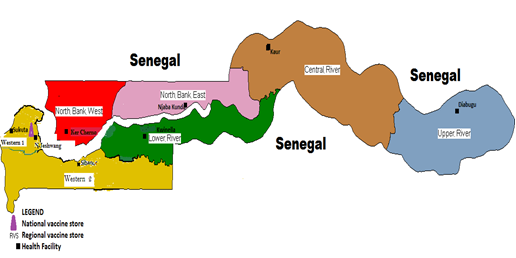 Senegal
Kaur
Central River
Senegal
North Bank East
Njaba Kunda
North Bank West
Diabugu
Upper River
Ker Cherno
Sukuta
Lower River
Senegal
Western 1
Sibanor
Western 2
LEGEND
National vaccine store
RVS Regional vaccine store
Health Facility